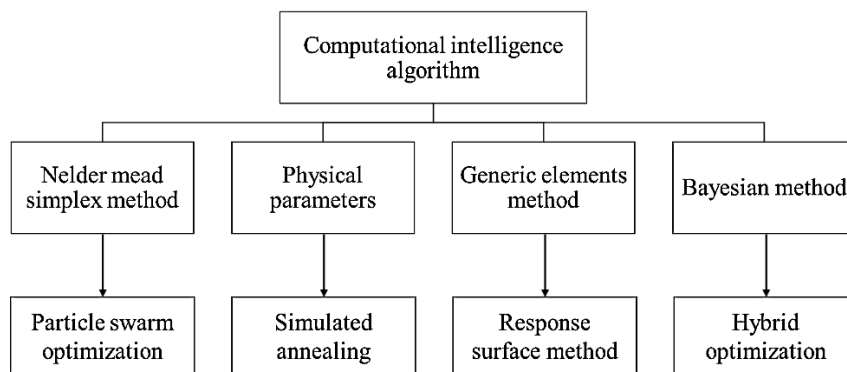 Computational intelligence
algorithm
Nelder mead
simplex method
Physical
parameters
Generic elements
method
Bayesian method
Particle swarm
optimization
Simulated
annealing
Response
surface method
Hybrid
optimization